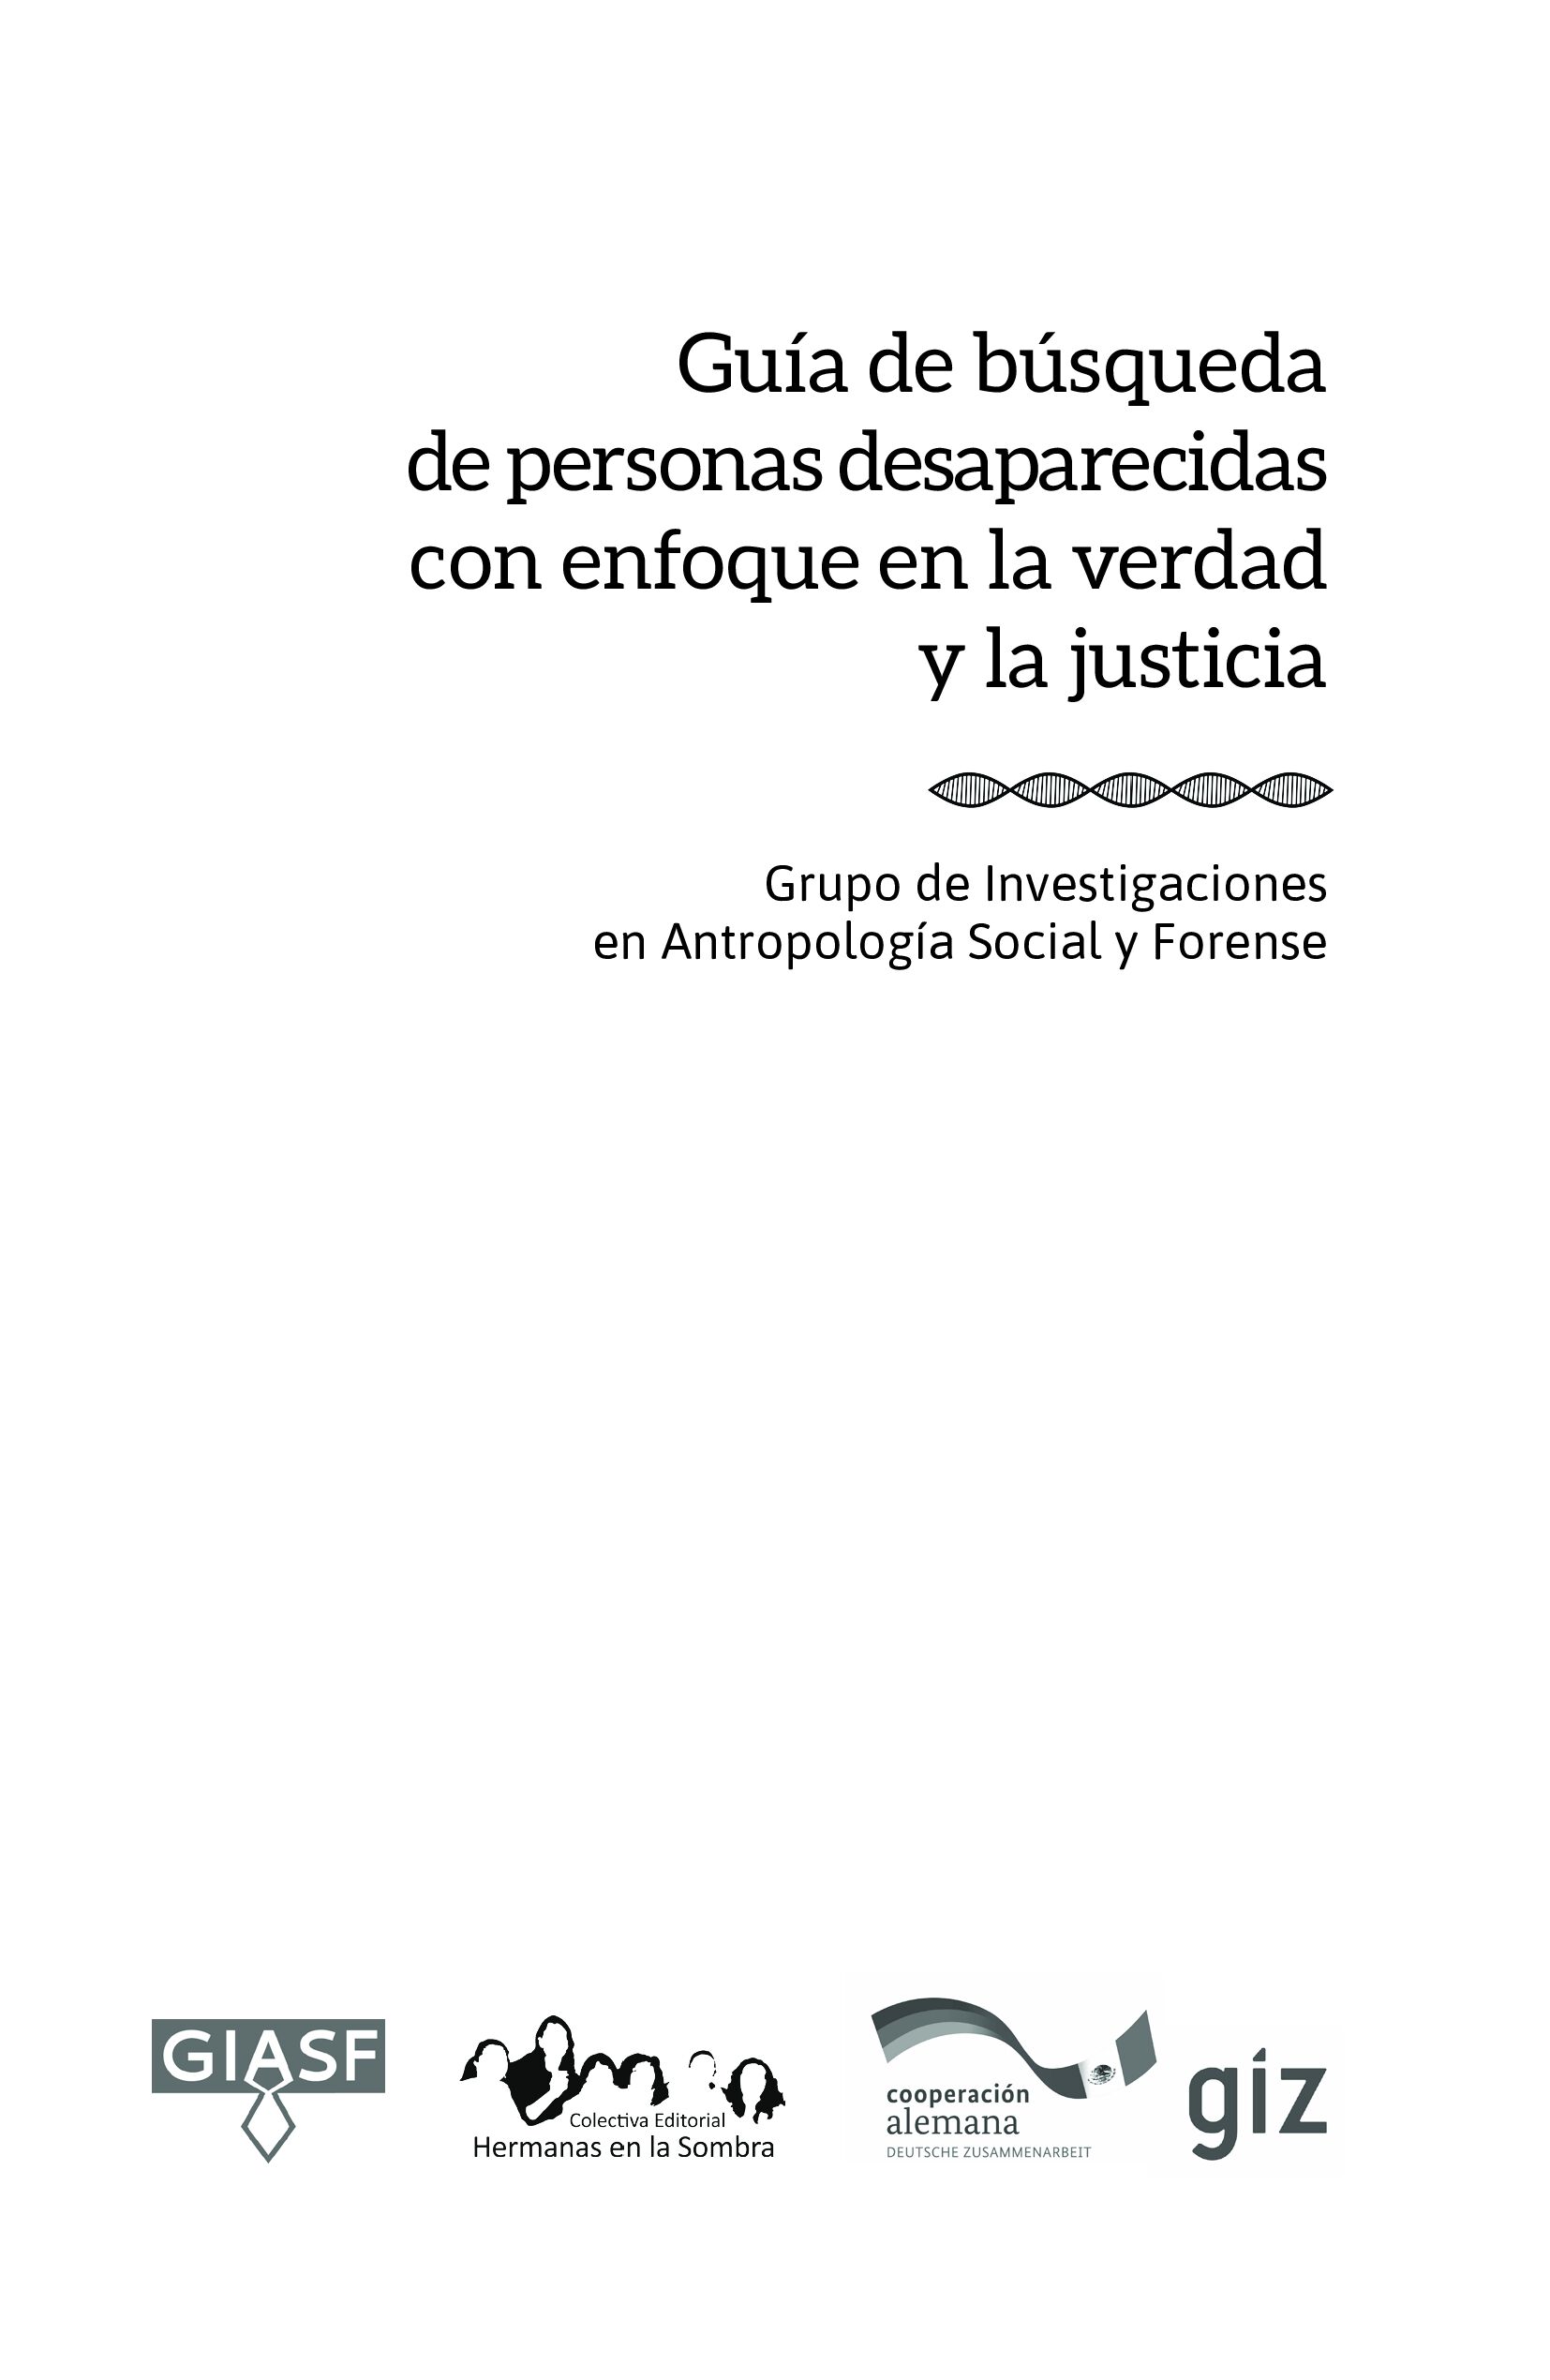 Guía de búsqueda
de personas desaparecidas
con enfoque en la verdad
y la justicia
Grupo de Investigaciones
en Antropología Social y Forense
GIASF
Colectiva Editorial
Hermanas en la Sombra
cooperación
alemana
DEUTSCHE ZUSAMMENARBEIT
giz